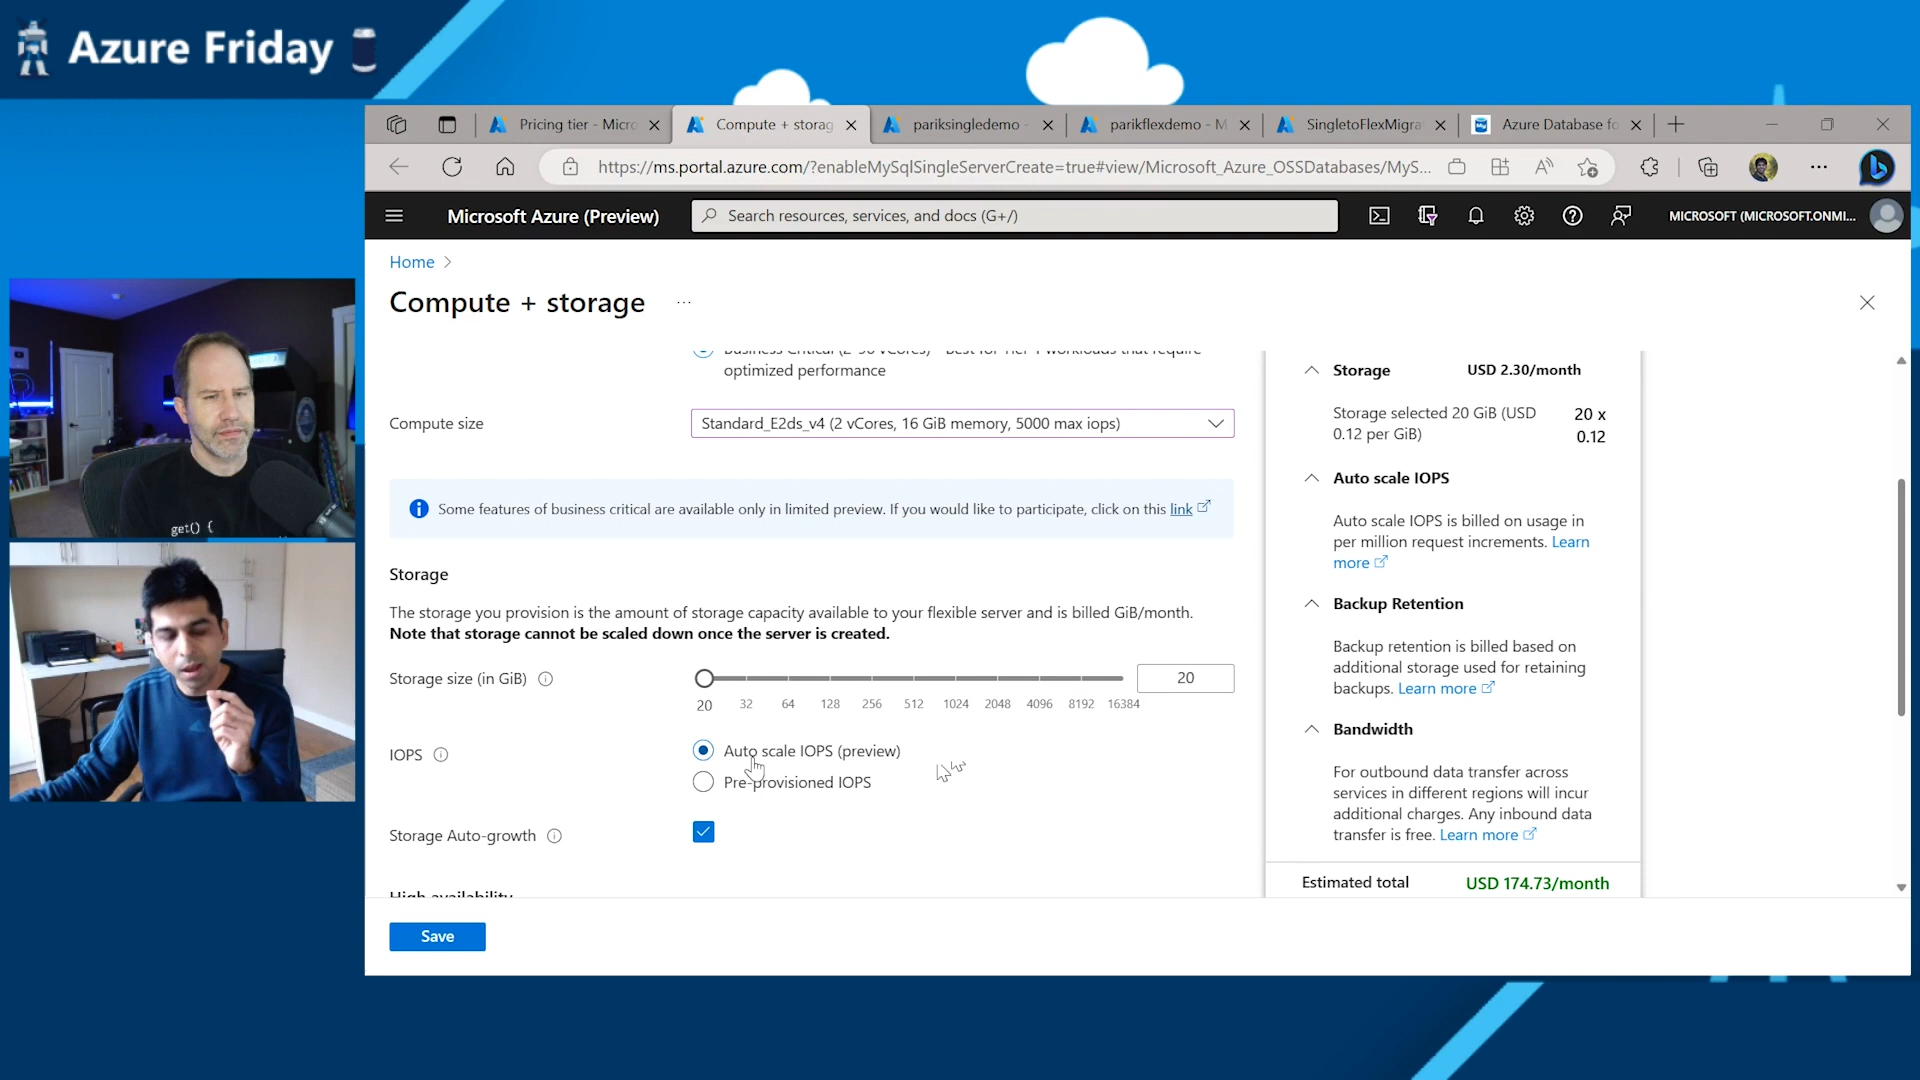 Azure Friday
Pricing tier - Micro
Compute + storag
pariksingledemo -
parikflexdemo - M
SingletoFlexMigra
Azure Database fo
https://ms.portal.azure.com/?enableMySqlSingleServerCreate=true#view/Microsoft_Azure_OSSDatabases/MyS...
Microsoft Azure (Preview)
Search resources, services, and docs (G+/)
MICROSOFT (MICROSOFT.ONMI...
Home
Compute + storage
optimized performance
Compute size
Standard_E2ds_v4 (2 vCores, 16 GiB memory, 5000 max iops)
Some features of business critical are available only in limited preview. If you would like to participate, click on this link
Storage
The storage you provision is the amount of storage capacity available to your flexible server and is billed GiB/month.
Note that storage cannot be scaled down once the server is created.
Storage size (in GiB)
20
20 32 64 128 256 512 1024 2048 4096 8192 16384
IOPS
Auto scale IOPS (preview)
Pre-provisioned IOPS
Storage Auto-growth
High availability
Save
Storage USD 2.30/month
Storage selected 20 GiB (USD
0.12 per GiB)
20 x
0.12
Auto scale IOPS
Auto scale IOPS is billed on usage in
per million request increments. Learn
more
Backup Retention
Backup retention is billed based on
additional storage used for retaining
backups. Learn more
Bandwidth
For outbound data transfer across
services in different regions will incur
additional charges. Any inbound data
transfer is free. Learn more
Estimated total USD 174.73/month
get() {